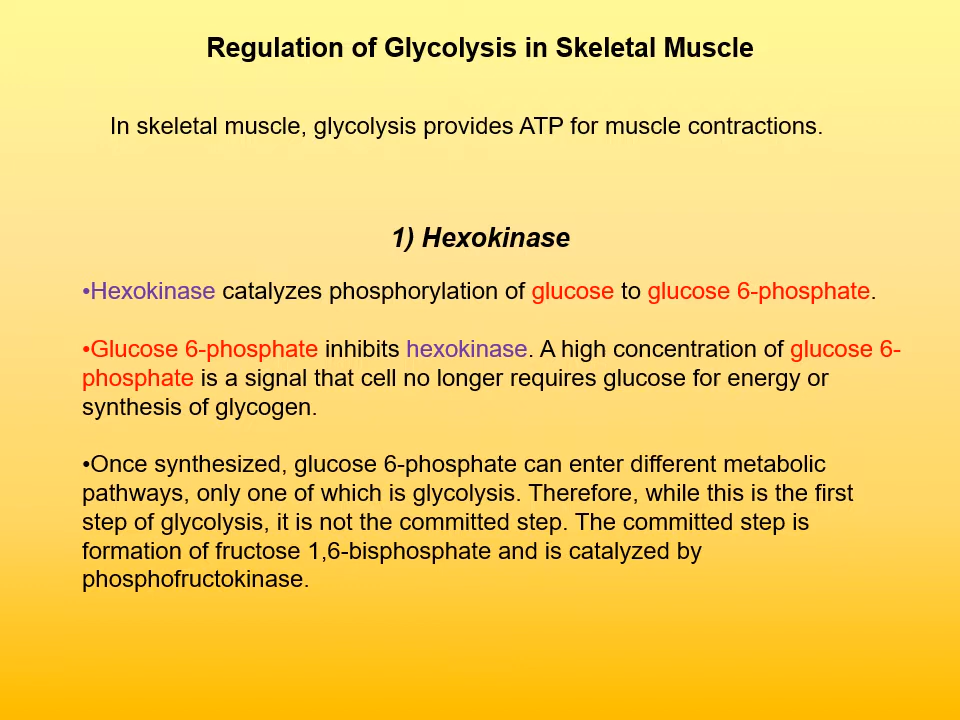 Regulation of Glycolysis in Skeletal Muscle
In skeletal muscle, glycolysis provides ATP for muscle contractions.
1) Hexokinase
•Hexokinase catalyzes phosphorylation of glucose to glucose 6-phosphate.
•Glucose 6-phosphate inhibits hexokinase. A high concentration of glucose 6-
phosphate is a signal that cell no longer requires glucose for energy or
synthesis of glycogen.
•Once synthesized, glucose 6-phosphate can enter different metabolic
pathways, only one of which is glycolysis. Therefore, while this is the first
step of glycolysis, it is not the committed step. The committed step is
formation of fructose 1,6-bisphosphate and is catalyzed by
phosphofructokinase.